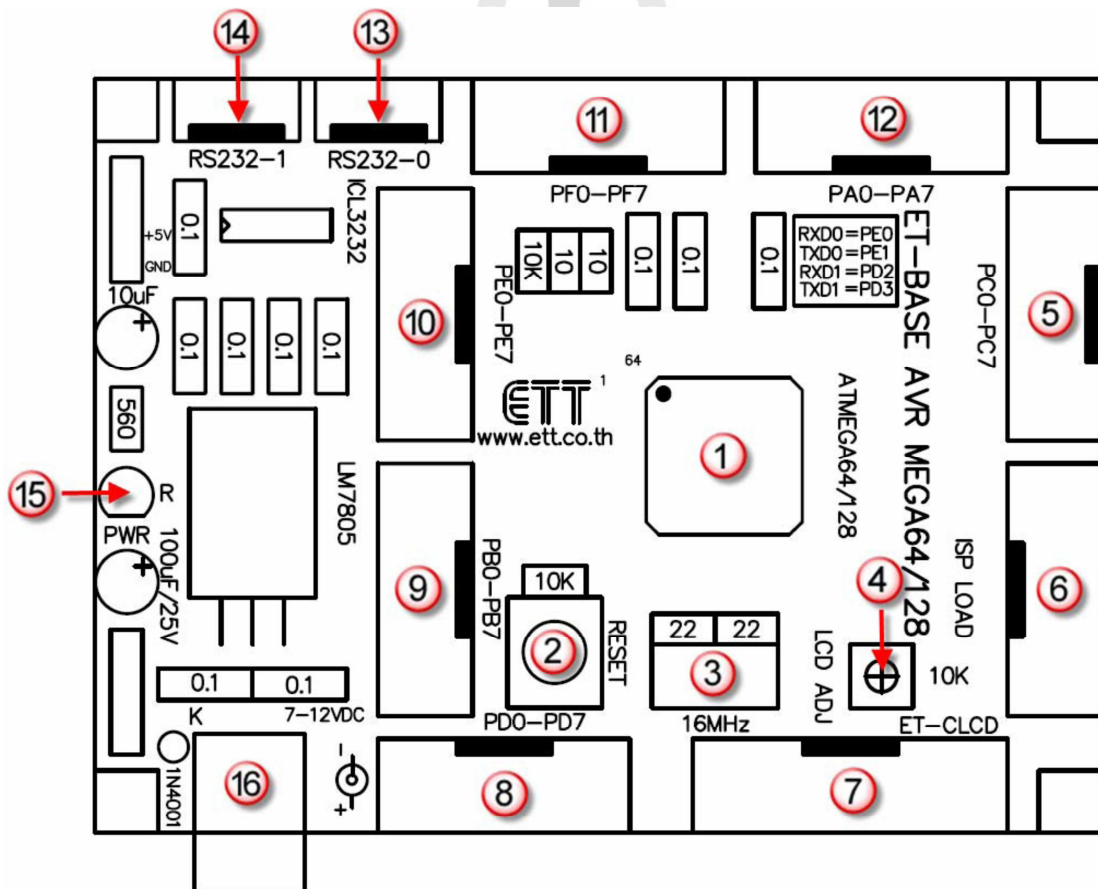 14
13
11
12
RS232-1
RS232-0
PF0-PF7
PA0-PA7
ICL3232
+5V
GND
0.1
10K
10
10
0.1
0.1
0.1
RXD0=PE0
TXD0=PE1
RXD1=PD2
TXD1=PD3
ET-BASE AVR MEGA64/128
PC0-PC7
5
10uF
+
0.1
0.1
0.1
0.1
10
PE0-PE7
64
1
ETT
www.ett.co.th
1
ATMEGA64/128
560
15
R
PWR
100uF/25V
+
LM7805
9
PB0-PB7
10K
2
RESET
22
22
3
16MHz
4
LCD ADJ
10K
ISP LOAD
6
0.1
0.1
K
7-12VDC
PD0-PD7
ET-CLCD
1N4001
16
-
+
8
7